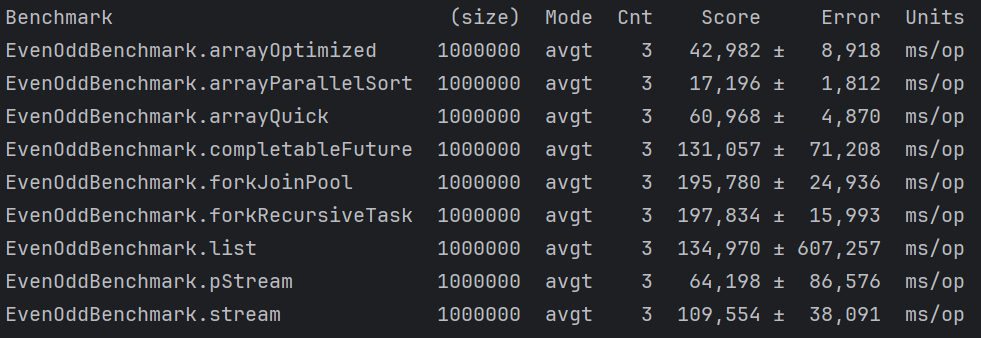 Benchmark (size) Mode Cnt Score Error Units
EvenOddBenchmark.arrayOptimized 1000000 avgt 3 42,982 ± 8,918 ms/op
EvenOddBenchmark.arrayParallelSort 1000000 avgt 3 17,196 ± 1,812 ms/op
EvenOddBenchmark.arrayQuick 1000000 avgt 3 60,968 ± 4,870 ms/op
EvenOddBenchmark.completableFuture 1000000 avgt 3 131,057 ± 71,208 ms/op
EvenOddBenchmark.forkJoinPool 1000000 avgt 3 195,780 ± 24,936 ms/op
EvenOddBenchmark.forkRecursiveTask 1000000 avgt 3 197,834 ± 15,993 ms/op
EvenOddBenchmark.list 1000000 avgt 3 134,970 ± 607,257 ms/op
EvenOddBenchmark.pStream 1000000 avgt 3 64,198 ± 86,576 ms/op
EvenOddBenchmark.stream 1000000 avgt 3 109,554 ± 38,091 ms/op